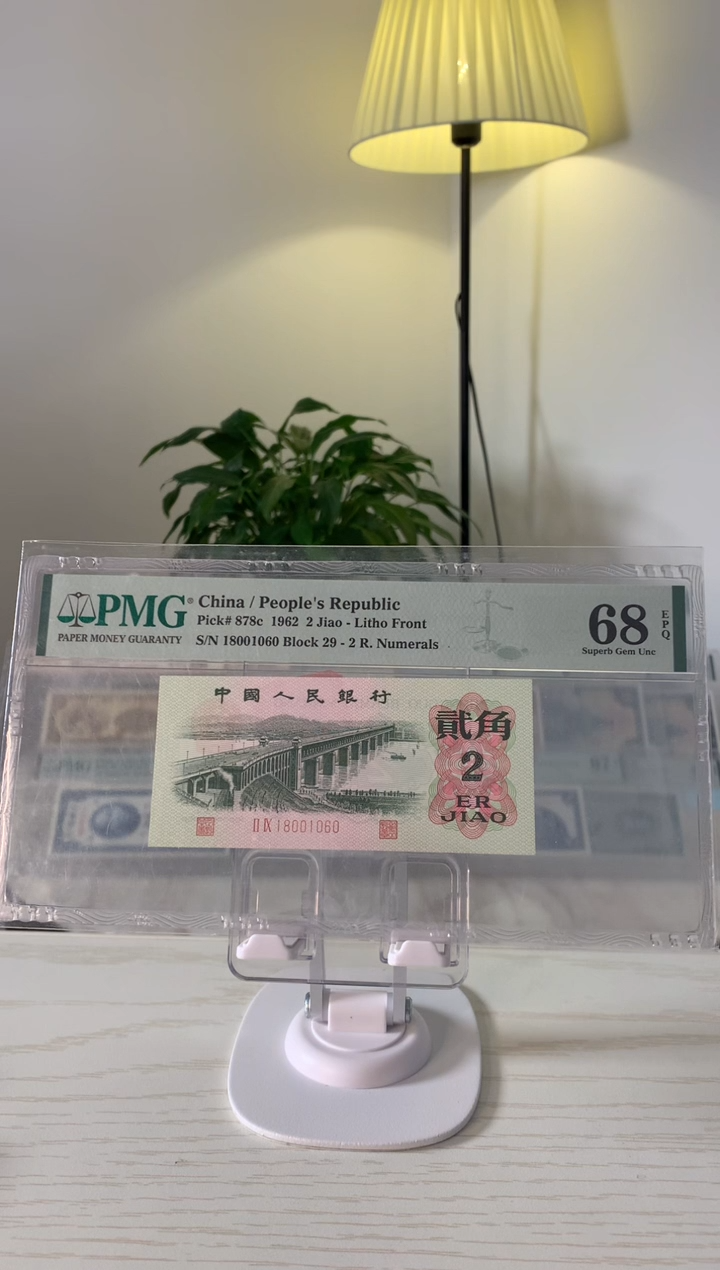 PMG®
PAPER MONEY GUARANTY
China / People's Republic
Pick# 878c 1962 2 Jiao - Litho Front
S/N 18001060 Block 29 - 2 R. Numerals
68
EPQ
Superb Gem Unc
中國人民銀行
貳角
2
ER
JIAO
II IX 18001060